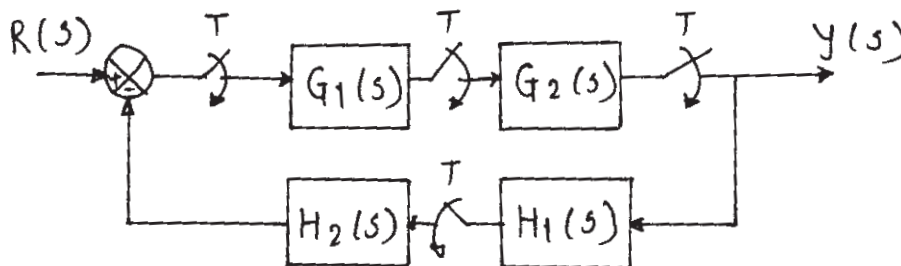 T T T
R(s) Y(s)
+
-
G1(s) G2(s)
T
H2(s) H1(s)